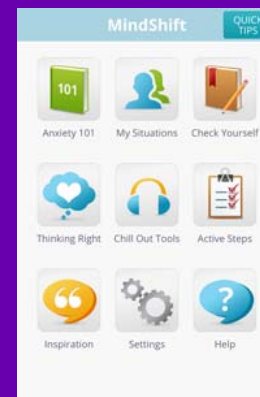 MindShift
QUICK
TIPS
101
Anxiety 101 My Situations Check Yourself
Thinking Right Chill Out Tools Active Steps
Inspiration Settings Help